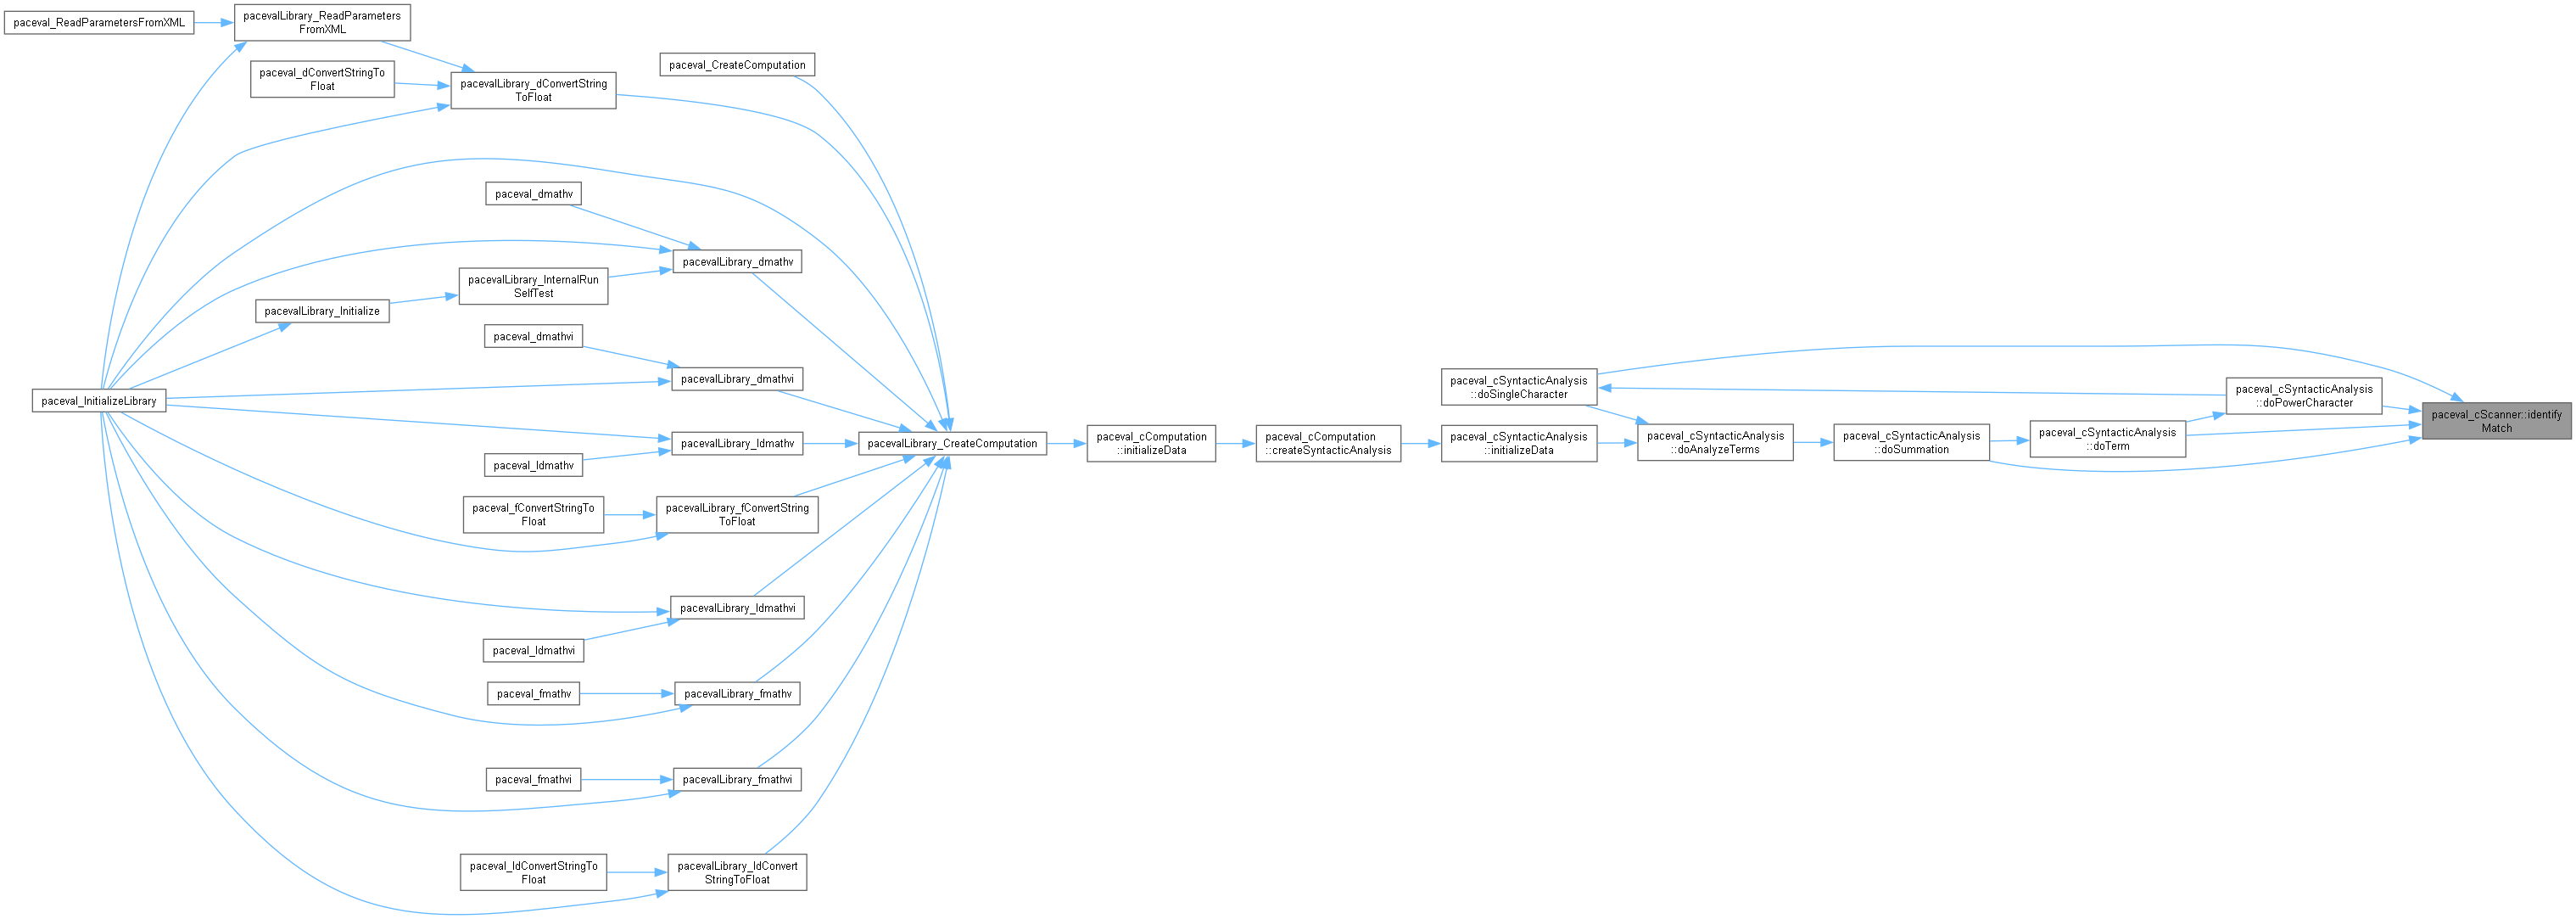 paceval_ReadParametersFromXML
pacevalLibrary_ReadParameters
FromXML
paceval_dConvertStringTo
Float
pacevalLibrary_dConvertString
ToFloat
paceval_CreateComputation
paceval_dmathv
pacevalLibrary_dmathv
pacevalLibrary_InternalRun
SelfTest
pacevalLibrary_Initialize
paceval_dmathvi
pacevalLibrary_dmathvi
paceval_InitializeLibrary
pacevalLibrary_ldmathv
paceval_ldmathv
pacevalLibrary_CreateComputation
paceval_cComputation
::initializeData
paceval_cComputation
::createSyntacticAnalysis
paceval_cSyntacticAnalysis
::initializeData
paceval_cSyntacticAnalysis
::doSingleCharacter
paceval_cSyntacticAnalysis
::doAnalyzeTerms
paceval_cSyntacticAnalysis
::doSummation
paceval_cSyntacticAnalysis
::doTerm
paceval_cSyntacticAnalysis
::doPowerCharacter
paceval_cScanner::identify
Match
paceval_fConvertStringTo
Float
pacevalLibrary_fConvertString
ToFloat
pacevalLibrary_ldmathvi
paceval_ldmathvi
paceval_fmathv
pacevalLibrary_fmathv
paceval_fmathvi
pacevalLibrary_fmathvi
paceval_ldConvertStringTo
Float
pacevalLibrary_ldConvert
StringToFloat